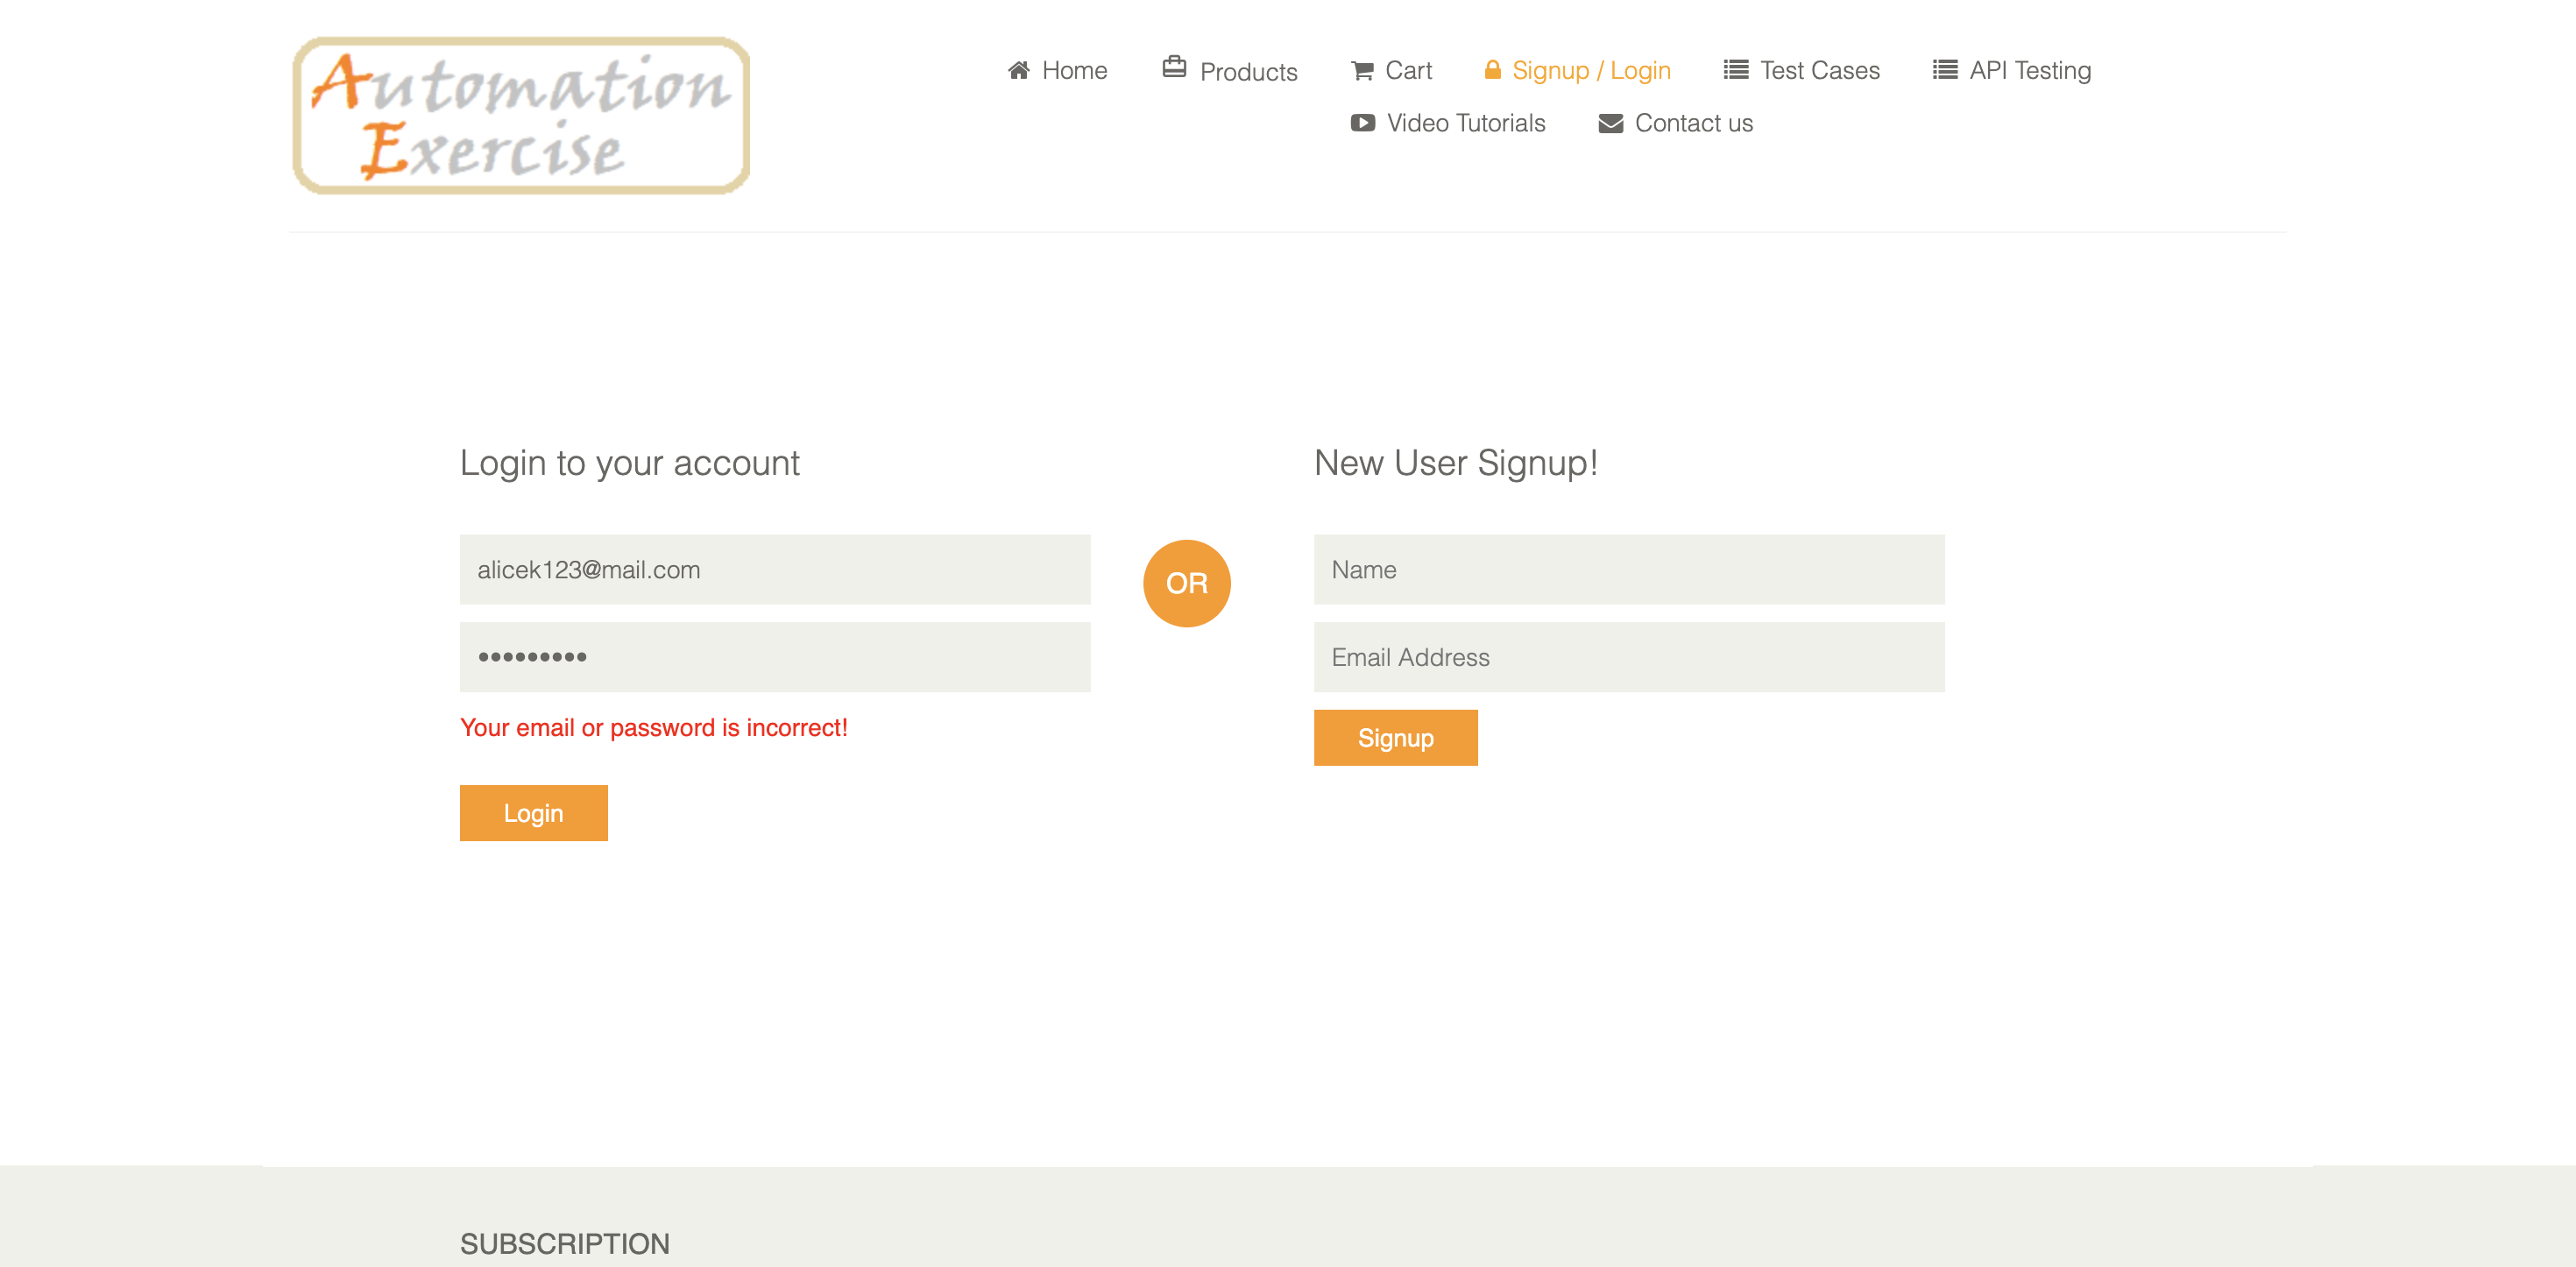 Automation
Exercise
Home Products Cart Signup / Login Test Cases API Testing
Video Tutorials Contact us
Login to your account
alicek123@mail.com
•••••••••
Your email or password is incorrect!
Login
OR
New User Signup!
Name
Email Address
Signup
SUBSCRIPTION